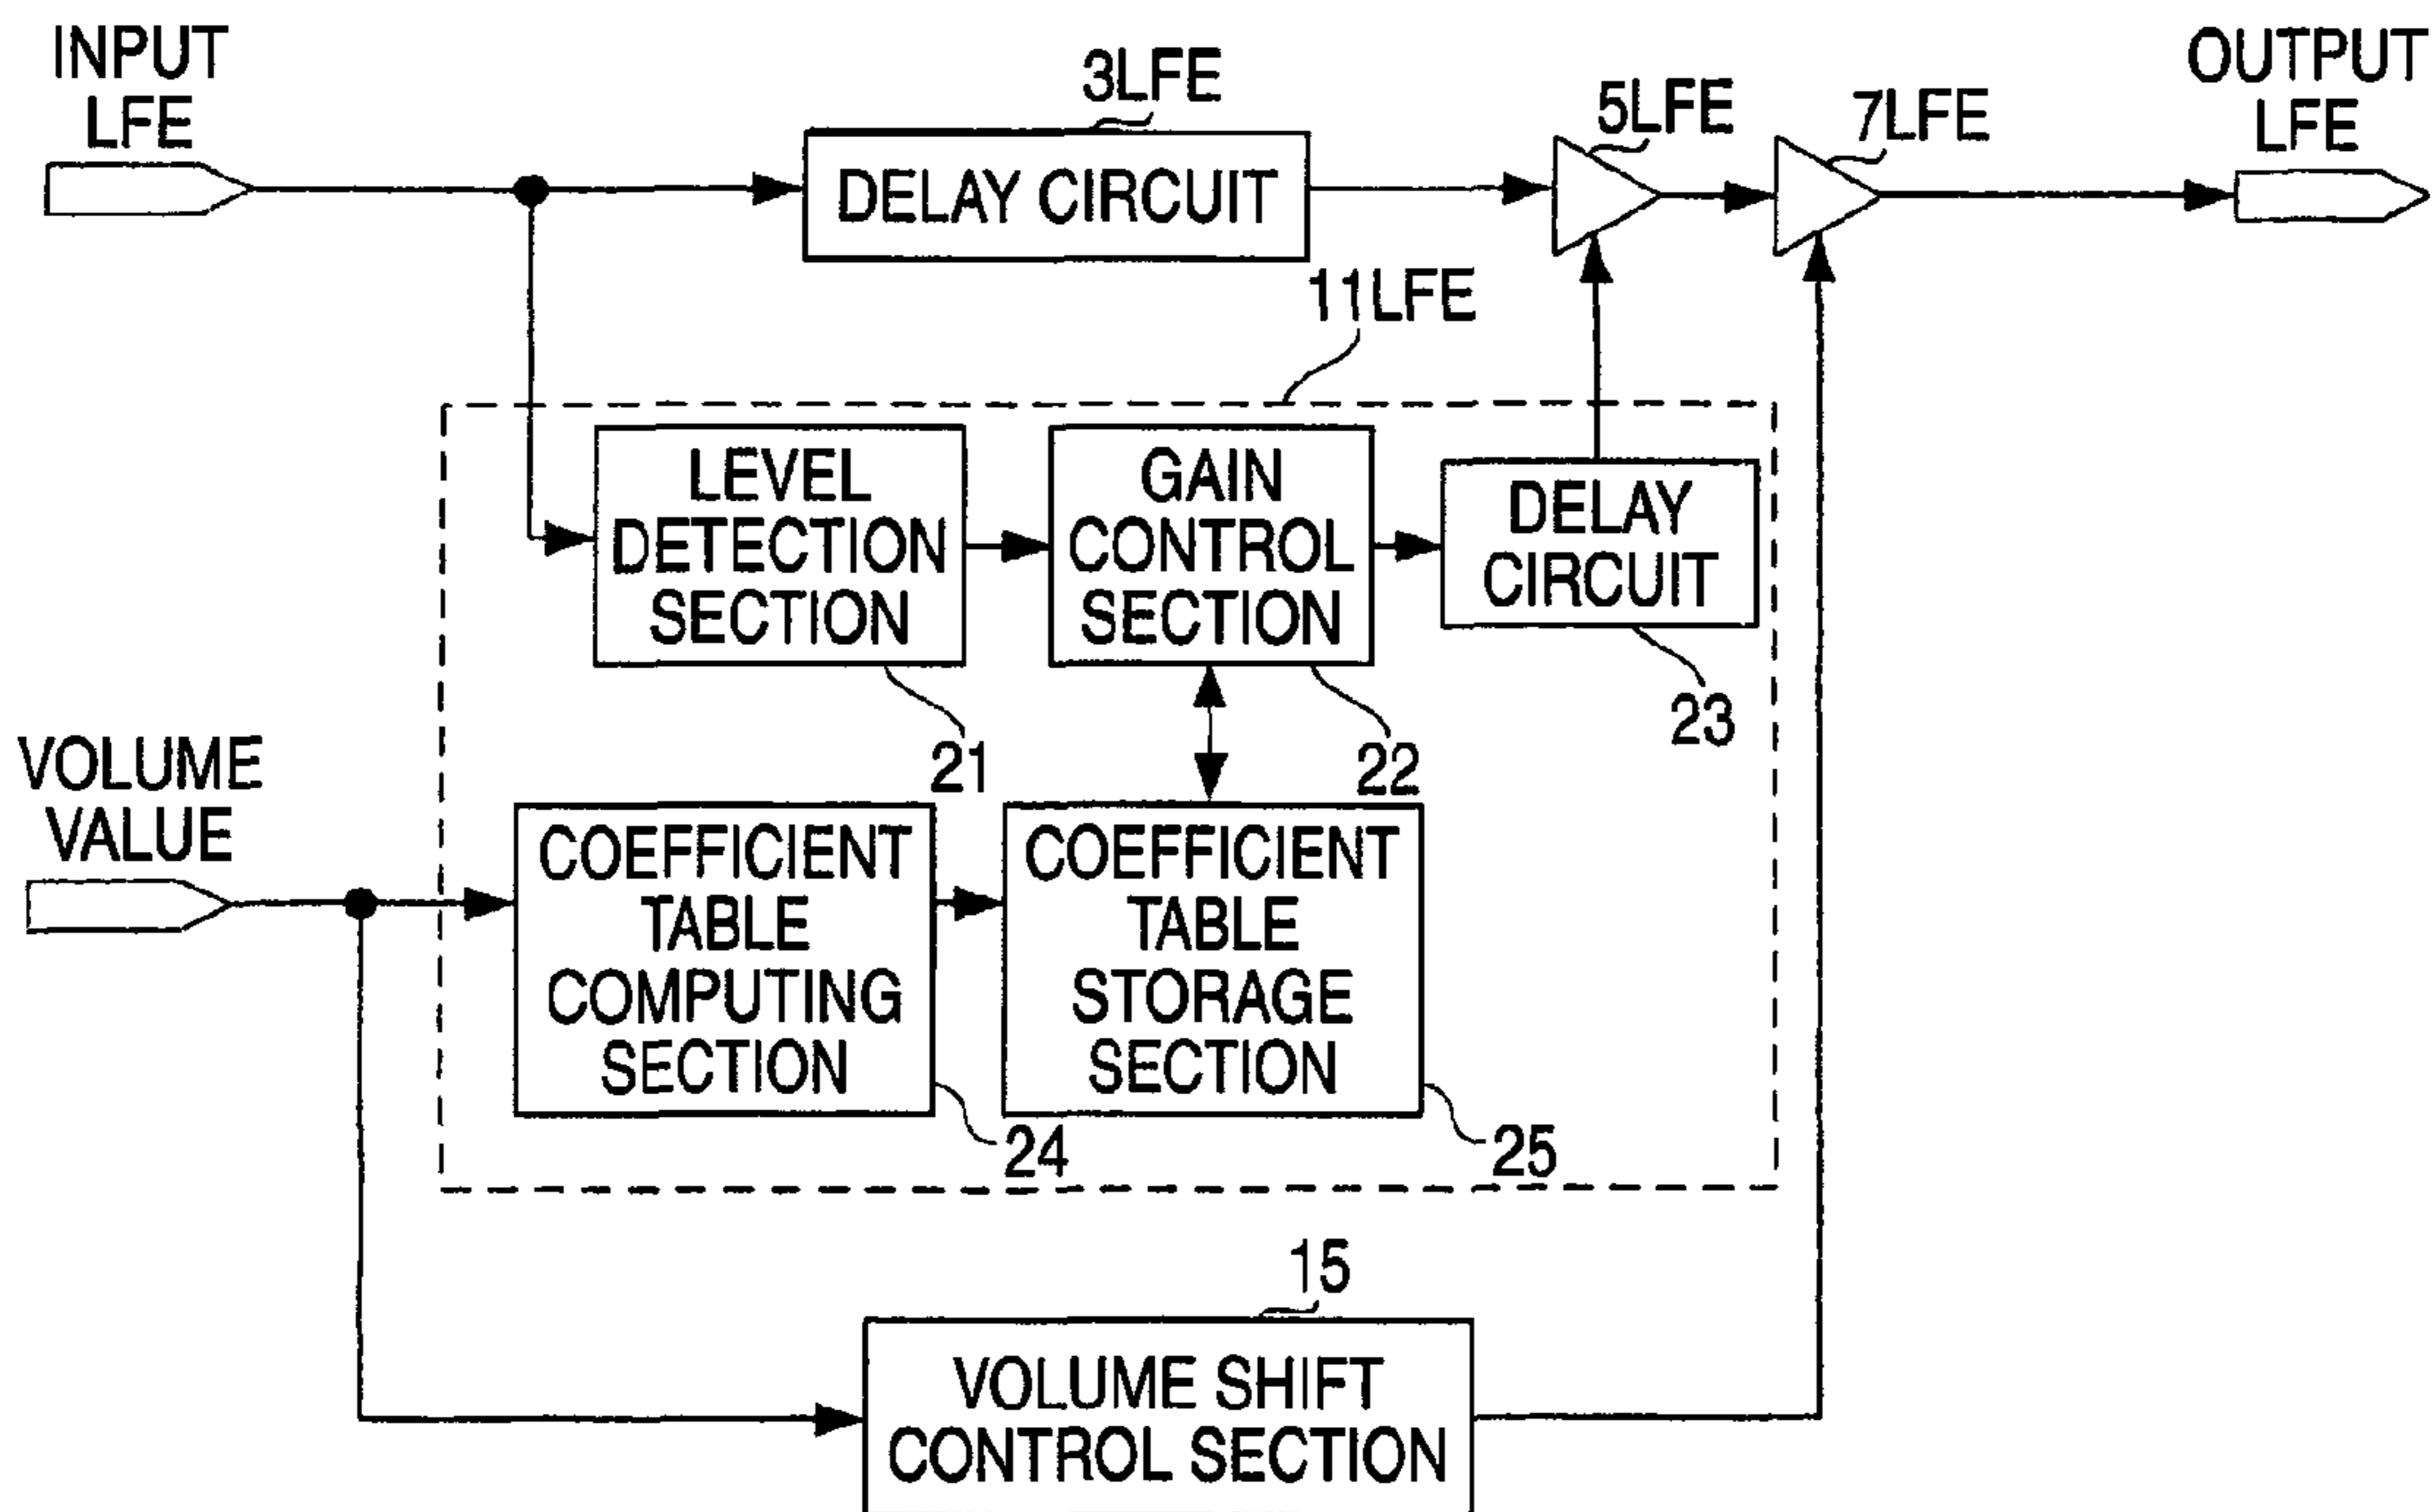 INPUT
LFE
3LFE
5LFE
7LFE
OUTPUT
LFE
DELAY CIRCUIT
11LFE
LEVEL
DETECTION
SECTION
GAIN
CONTROL
SECTION
DELAY
CIRCUIT
21
22
23
VOLUME
VALUE
COEFFICIENT
TABLE
COMPUTING
SECTION
COEFFICIENT
TABLE
STORAGE
SECTION
24
25
15
VOLUME SHIFT
CONTROL SECTION